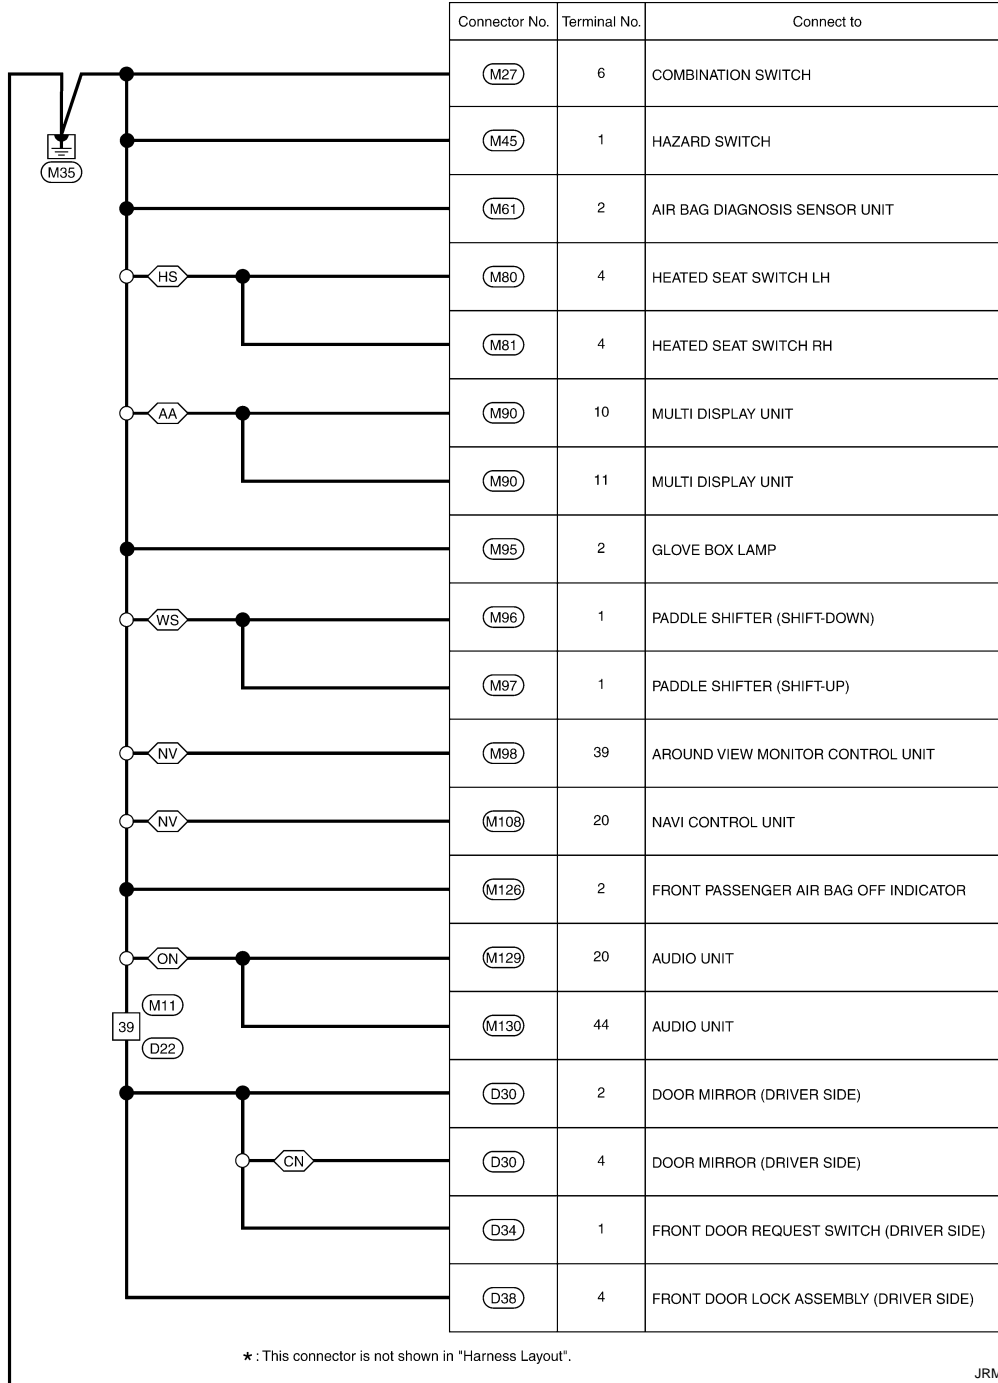 Connector No. Terminal No. Connect to
M27 6 COMBINATION SWITCH
M45 1 HAZARD SWITCH
M35
M61 2 AIR BAG DIAGNOSIS SENSOR UNIT
HS M80 4 HEATED SEAT SWITCH LH
M81 4 HEATED SEAT SWITCH RH
AA M90 10 MULTI DISPLAY UNIT
M90 11 MULTI DISPLAY UNIT
M95 2 GLOVE BOX LAMP
WS M96 1 PADDLE SHIFTER (SHIFT-DOWN)
M97 1 PADDLE SHIFTER (SHIFT-UP)
NV M98 39 AROUND VIEW MONITOR CONTROL UNIT
NV M108 20 NAVI CONTROL UNIT
M126 2 FRONT PASSENGER AIR BAG OFF INDICATOR
ON M129 20 AUDIO UNIT
M11
39 M130 44 AUDIO UNIT
D22
D30 2 DOOR MIRROR (DRIVER SIDE)
CN D30 4 DOOR MIRROR (DRIVER SIDE)
D34 1 FRONT DOOR REQUEST SWITCH (DRIVER SIDE)
D38 4 FRONT DOOR LOCK ASSEMBLY (DRIVER SIDE)
★ : This connector is not shown in "Harness Layout".
JRM